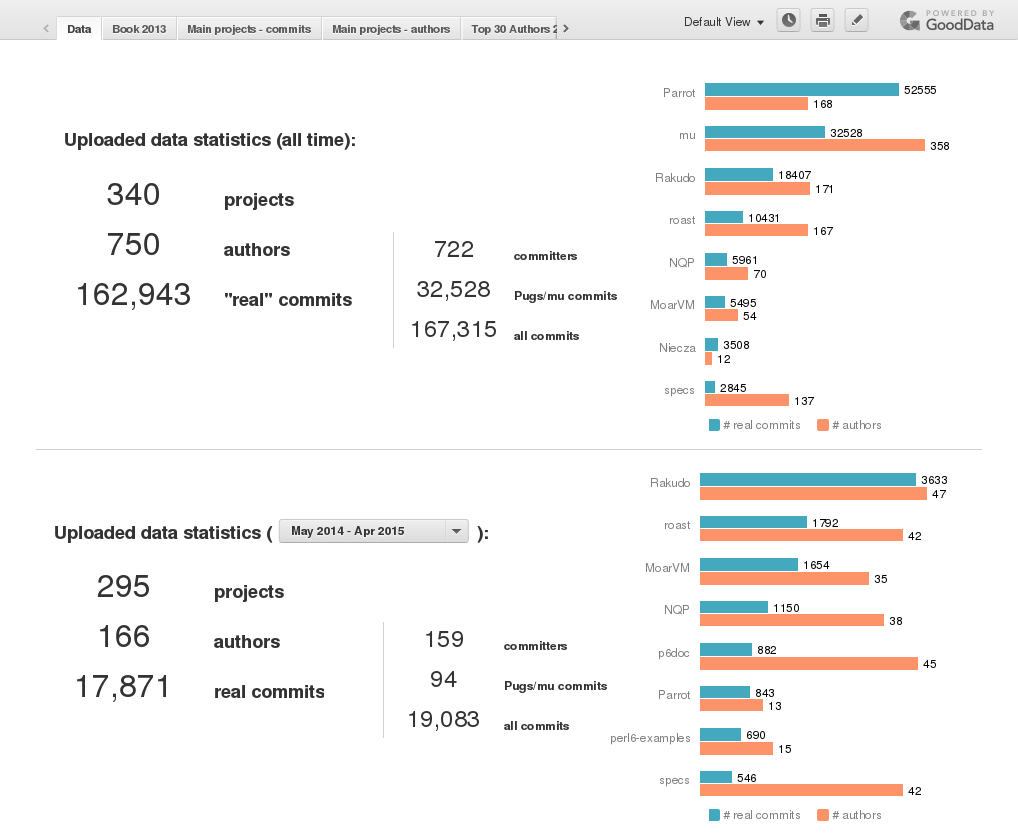 Data
Book 2013
Main projects - commits
Main projects - authors
Top 30 Authors 2
Default View
POWERED BY
GoodData
Uploaded data statistics (all time):
340 projects
750 authors
162,943 "real" commits
722 committers
32,528 Pugs/mu commits
167,315 all commits
Parrot 52555
168
mu 32528
358
Rakudo 18407
171
roast 10431
167
NQP 5961
70
MoarVM 5495
54
Niecza 3508
12
specs 2845
137
# real commits # authors
Uploaded data statistics ( May 2014 - Apr 2015 ):
295 projects
166 authors
17,871 real commits
159 committers
94 Pugs/mu commits
19,083 all commits
Rakudo 3633
47
roast 1792
42
MoarVM 1654
35
NQP 1150
38
p6doc 882
45
Parrot 843
13
perl6-examples 690
15
specs 546
42
# real commits # authors